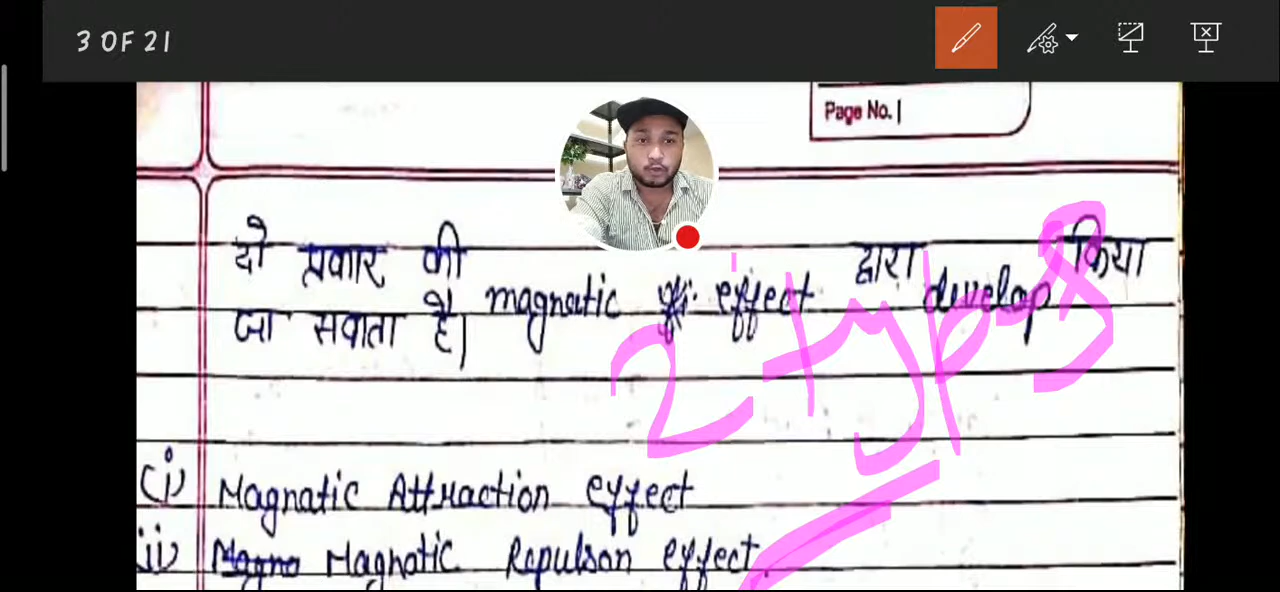 3 OF 21
Page No.
दो प्रकार की magnatic effect द्वारा develop किया
जा सकता है।
2 types
(i) Magnatic Attraction effect
(ii) Magnatic Repulson effect.